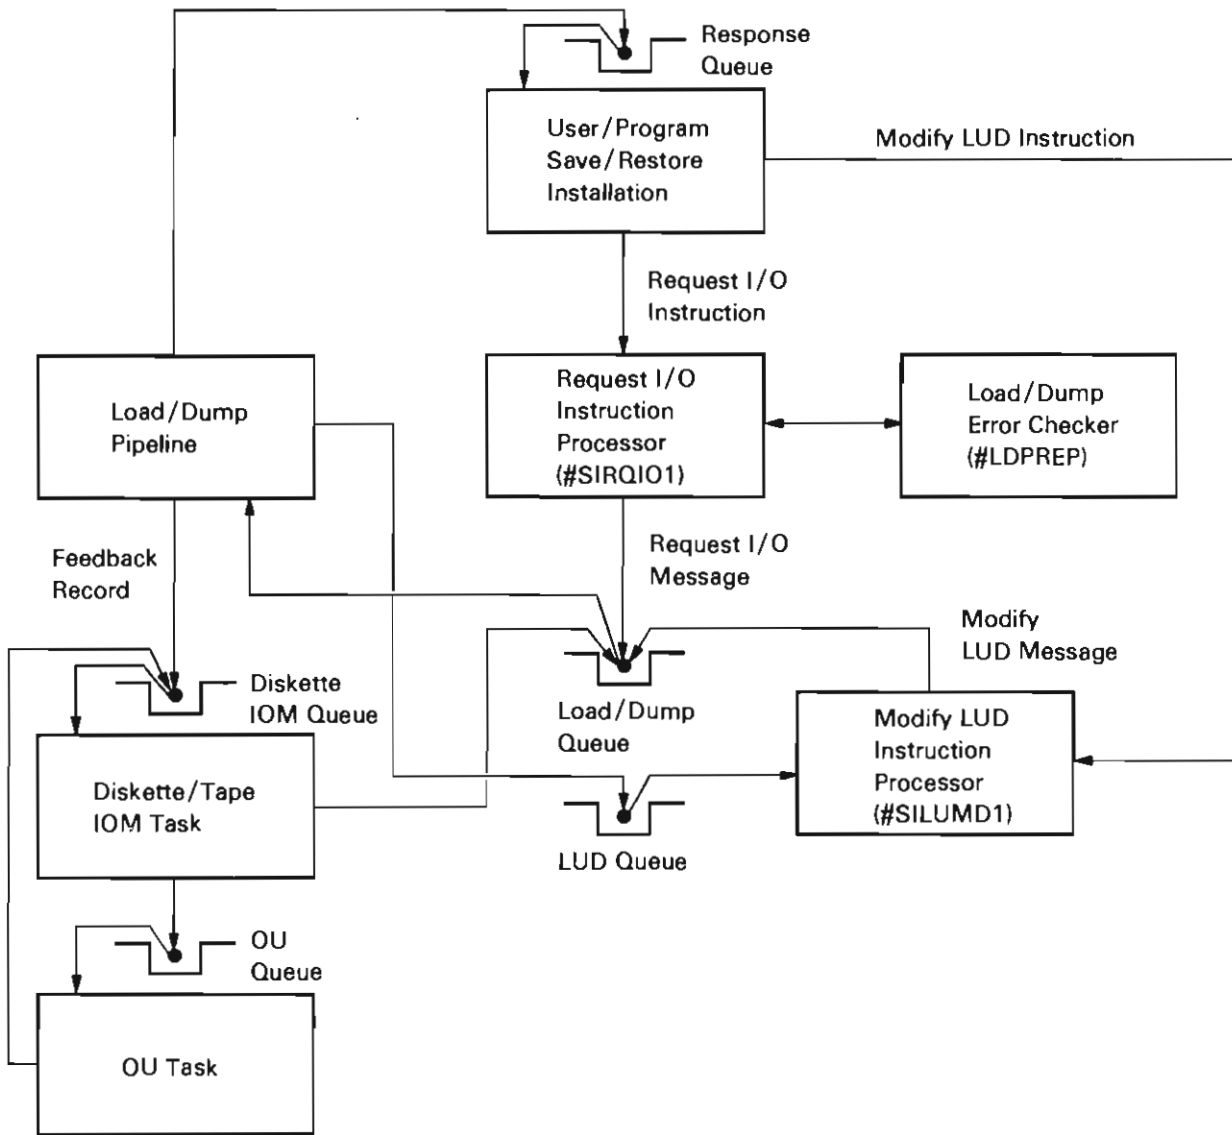 Response
Queue
User/Program
Save/Restore
Installation
Modify LUD Instruction
Request I/O
Instruction
Load/Dump
Pipeline
Request I/O
Instruction
Processor
(#SIRQIO1)
Load/Dump
Error Checker
(#LDPREP)
Feedback
Record
Request I/O
Message
Modify
LUD Message
Diskette
IOM Queue
Load/Dump
Queue
Modify LUD
Instruction
Processor
(#SILUMD1)
Diskette/Tape
IOM Task
LUD Queue
OU
Queue
OU Task